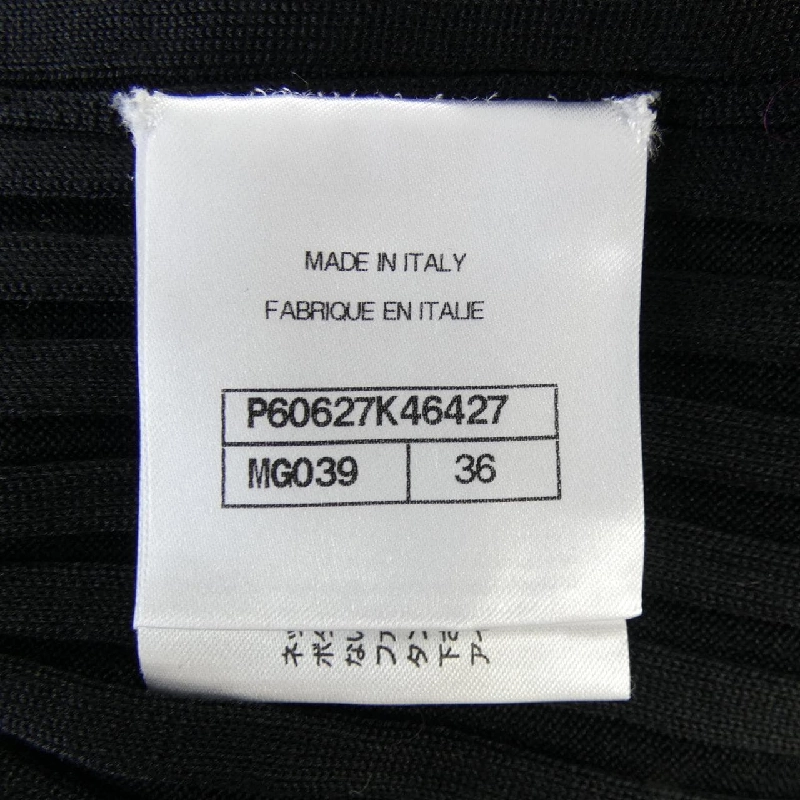 MADE IN ITALY
FABRIQUE EN ITALIE
P60627K46427
MG039 36